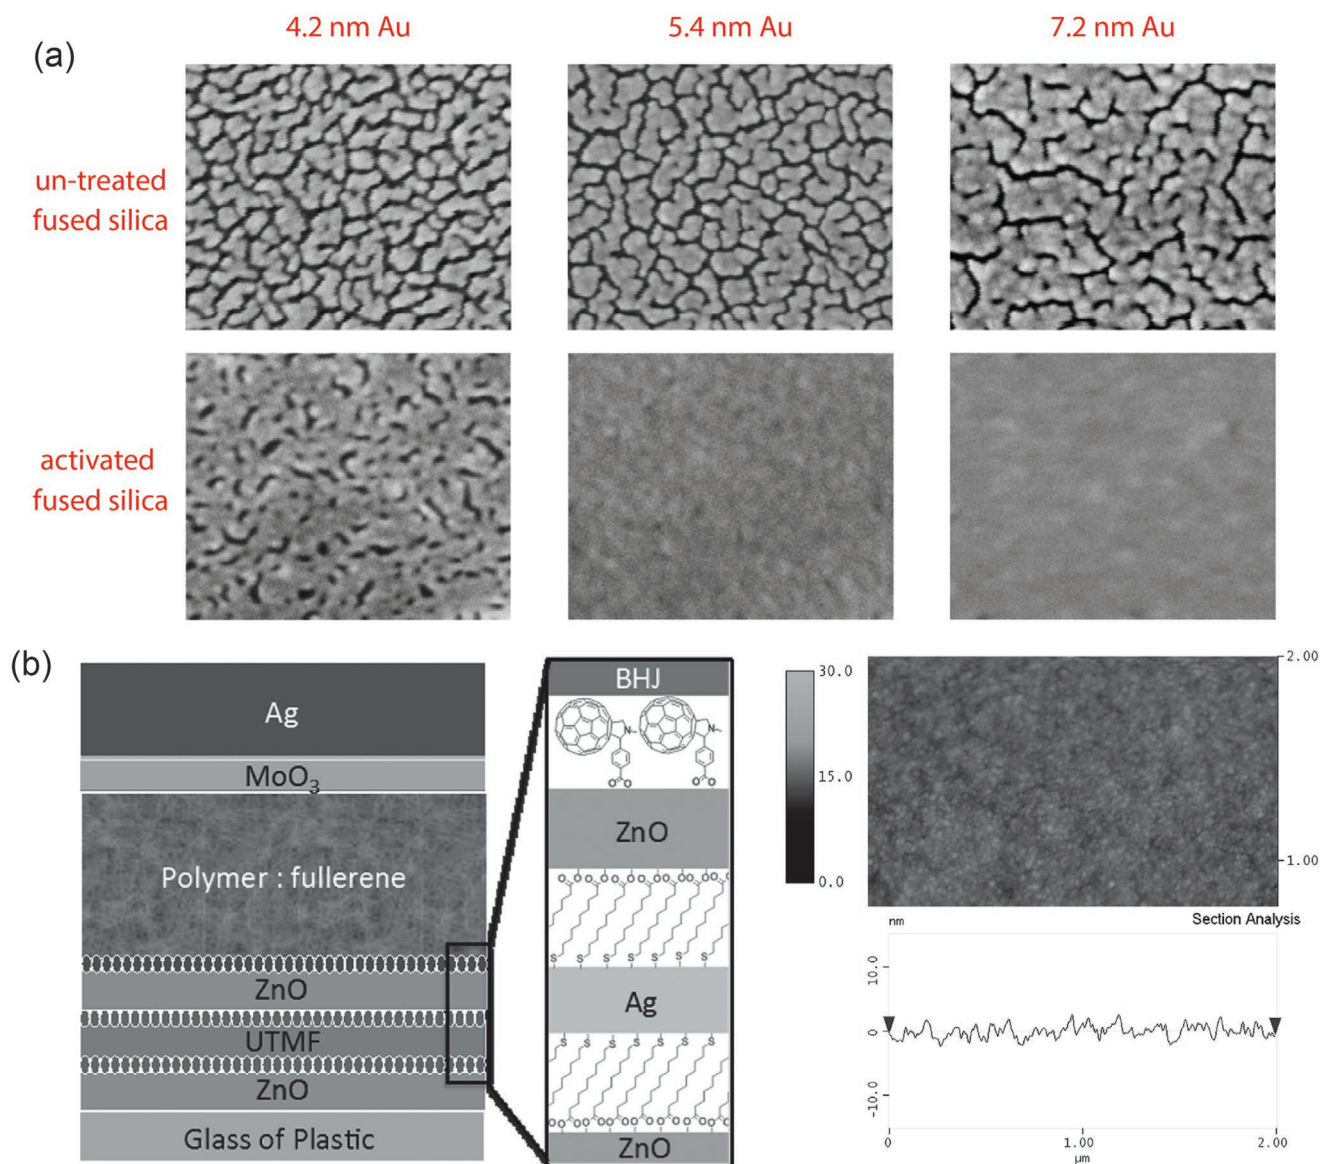 4.2 nm Au
5.4 nm Au
7.2 nm Au
(a)
un-treated
fused silica
activated
fused silica
(b)
Ag
MoO3
Polymer : fullerene
ZnO
UTMF
ZnO
Glass of Plastic
BHJ
N
N
O O
O O
ZnO
O O O O O O O O O O O
S S S S S S S
Ag
S S S S S S S
O O O O O O O O O O O O
ZnO
30.0
15.0
0.0
2.00
1.00
nm
Section Analysis
10.0
0
-10.0
0
1.00
2.00
µm